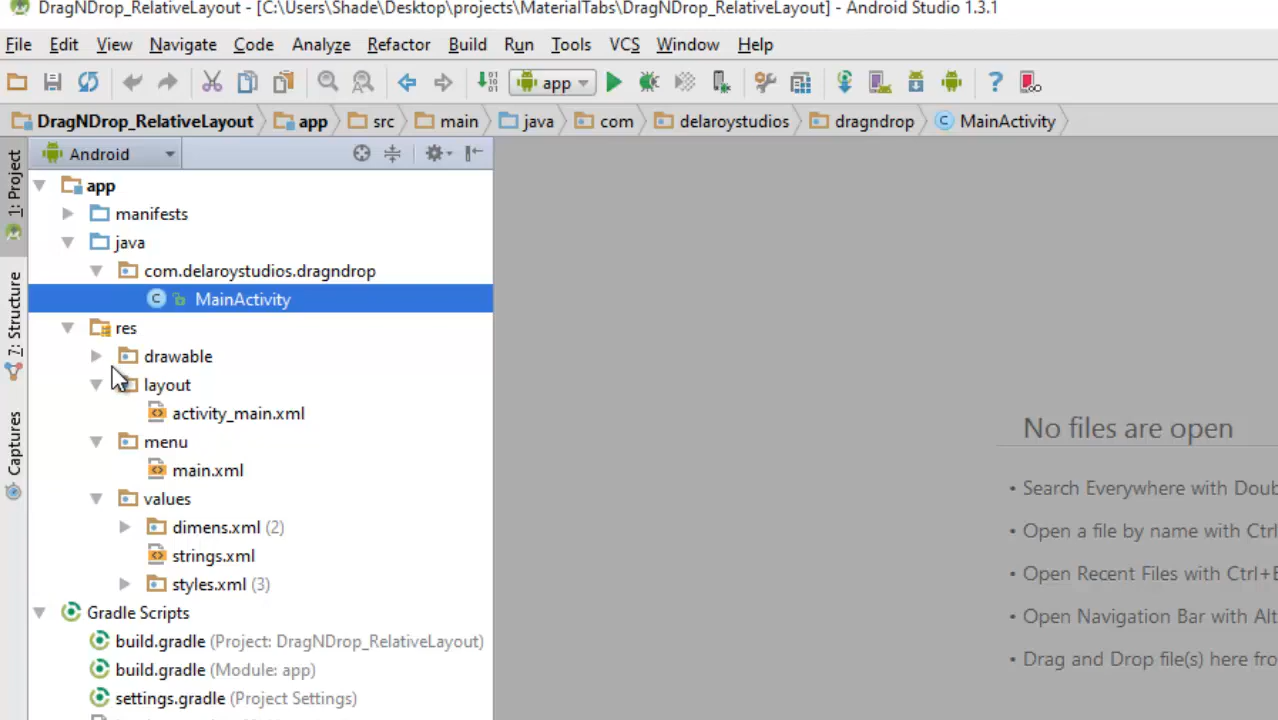 DragNDrop_RelativeLayout - [C:\Users\Shade\Desktop\projects\MaterialTabs\DragNDrop_RelativeLayout] - Android Studio 1.3.1
File Edit View Navigate Code Analyze Refactor Build Run Tools VCS Window Help
app
DragNDrop_RelativeLayout app src main java com delaroystudios dragndrop MainActivity
1: Project
7: Structure
Captures
Android
app
manifests
java
com.delaroystudios.dragndrop
MainActivity
res
drawable
layout
activity_main.xml
menu
main.xml
values
dimens.xml (2)
strings.xml
styles.xml (3)
Gradle Scripts
build.gradle (Project: DragNDrop_RelativeLayout)
build.gradle (Module: app)
settings.gradle (Project Settings)
No files are open
• Search Everywhere with Doub
• Open a file by name with Ctrl
• Open Recent Files with Ctrl+E
• Open Navigation Bar with Alt
• Drag and Drop file(s) here fro